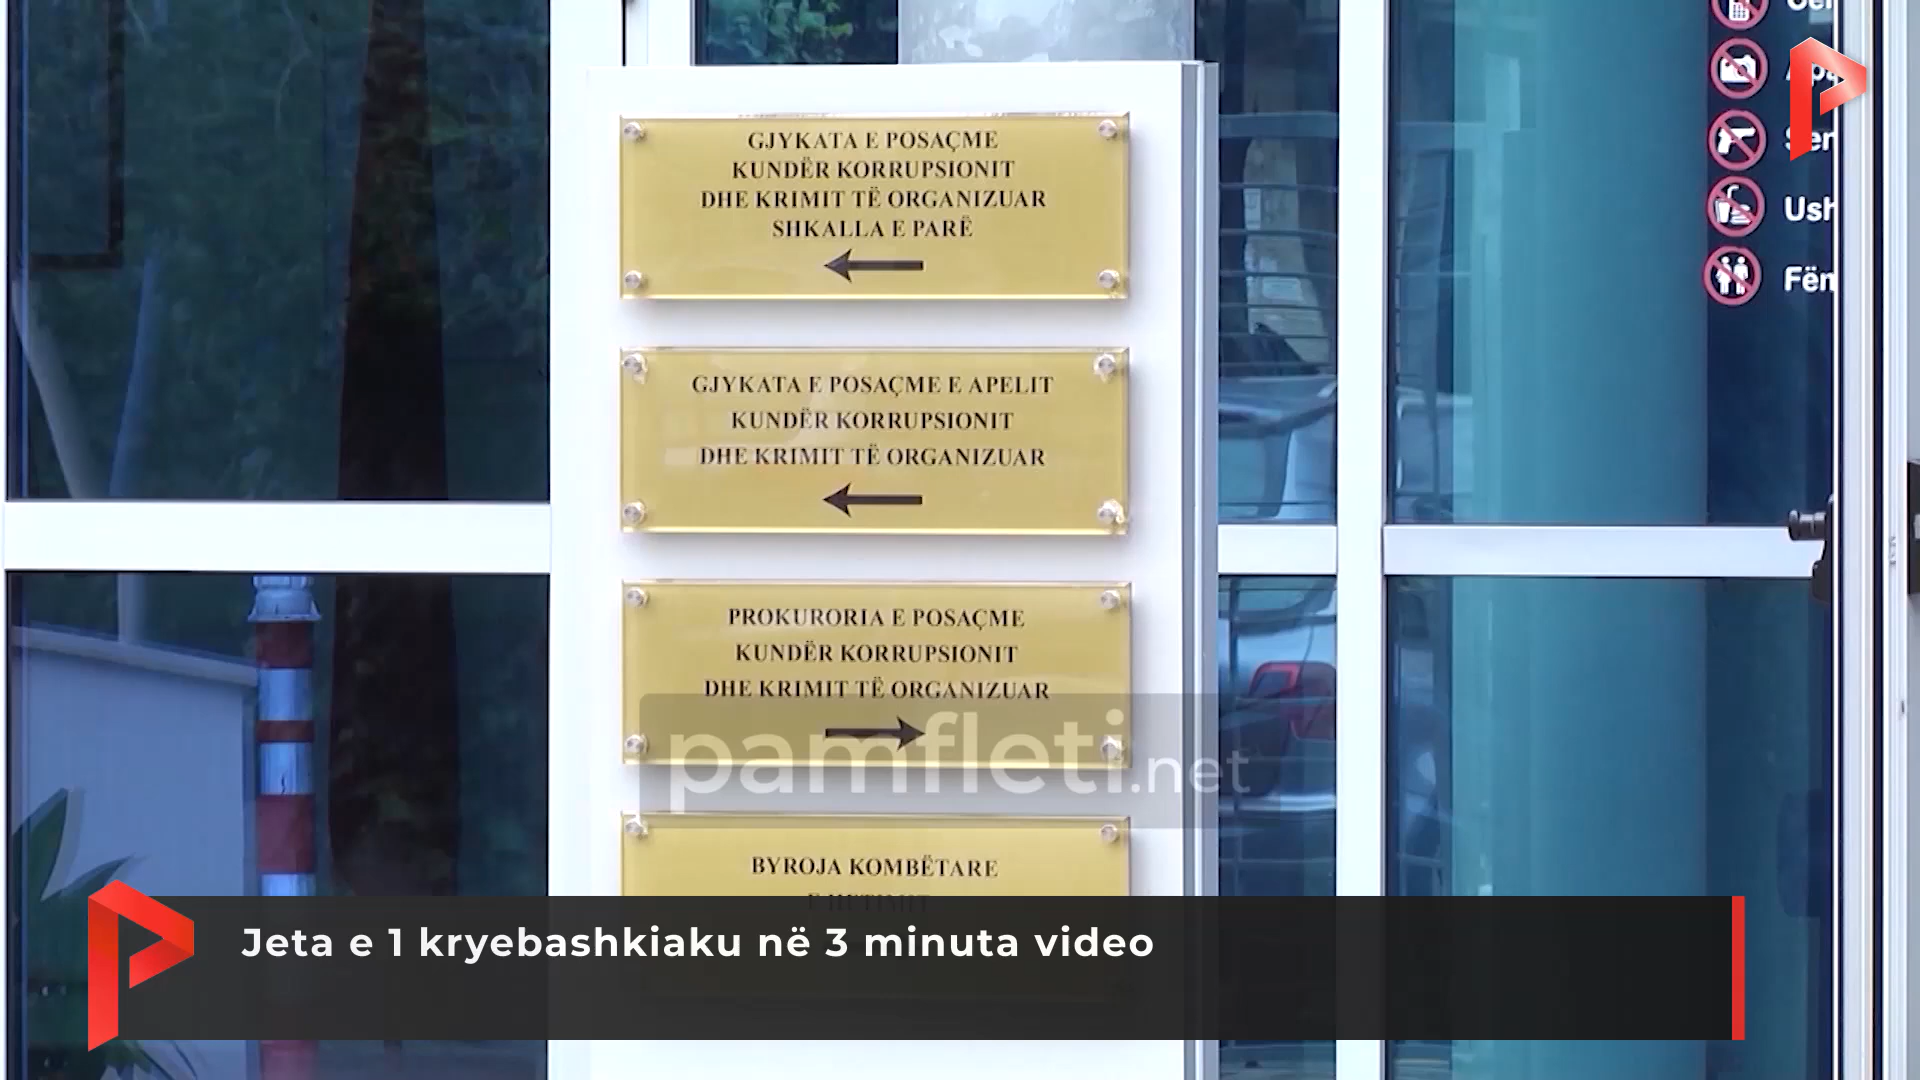 GJYKATA E POSAÇME
KUNDËR KORRUPSIONIT
DHE KRIMIT TË ORGANIZUAR
SHKALLA E PARË
GJYKATA E POSAÇME E APELIT
KUNDËR KORRUPSIONIT
DHE KRIMIT TË ORGANIZUAR
PROKURORIA E POSAÇME
KUNDËR KORRUPSIONIT
DHE KRIMIT TË ORGANIZUAR
pamfleti.net
BYROJA KOMBËTARE
E HETIMIT
Jeta e 1 kryebashkiaku në 3 minuta video